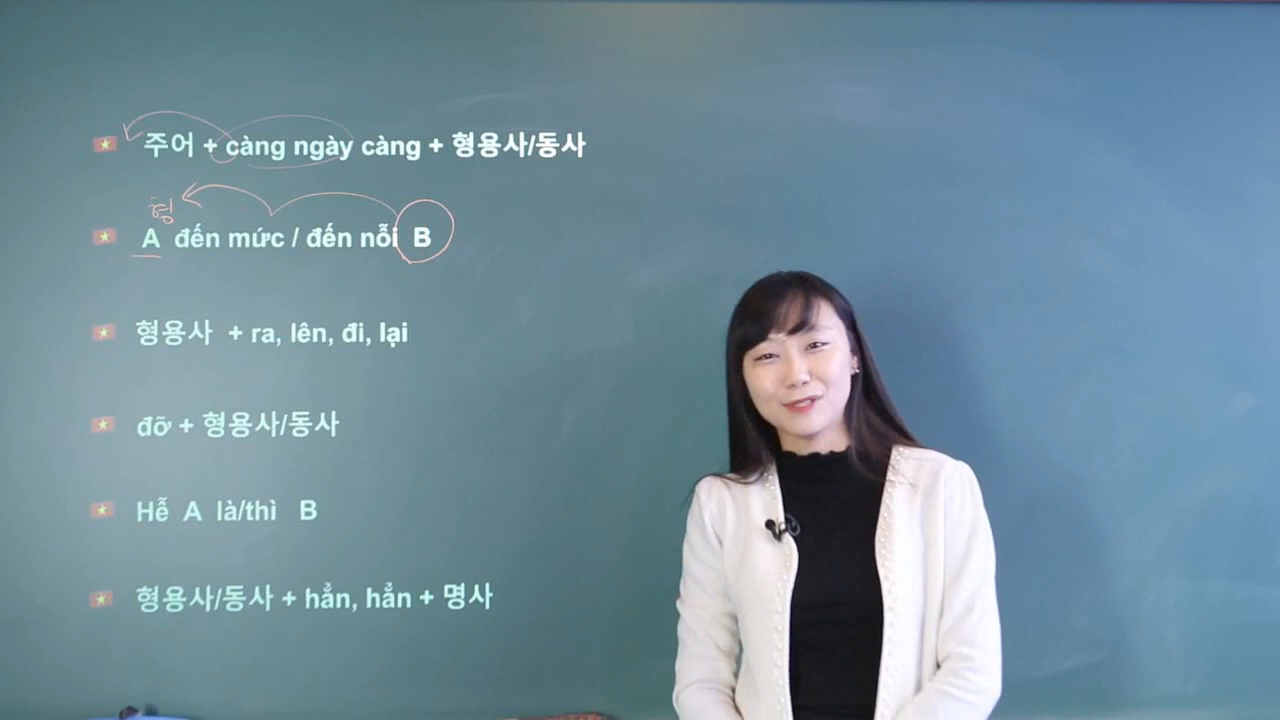 주어 + càng ngày càng + 형용사/동사
형
A đến mức / đến nỗi B
형용사 + ra, lên, đi, lại
đỡ + 형용사/동사
Hễ A là/thì B
형용사/동사 + hẳn, hẳn + 명사